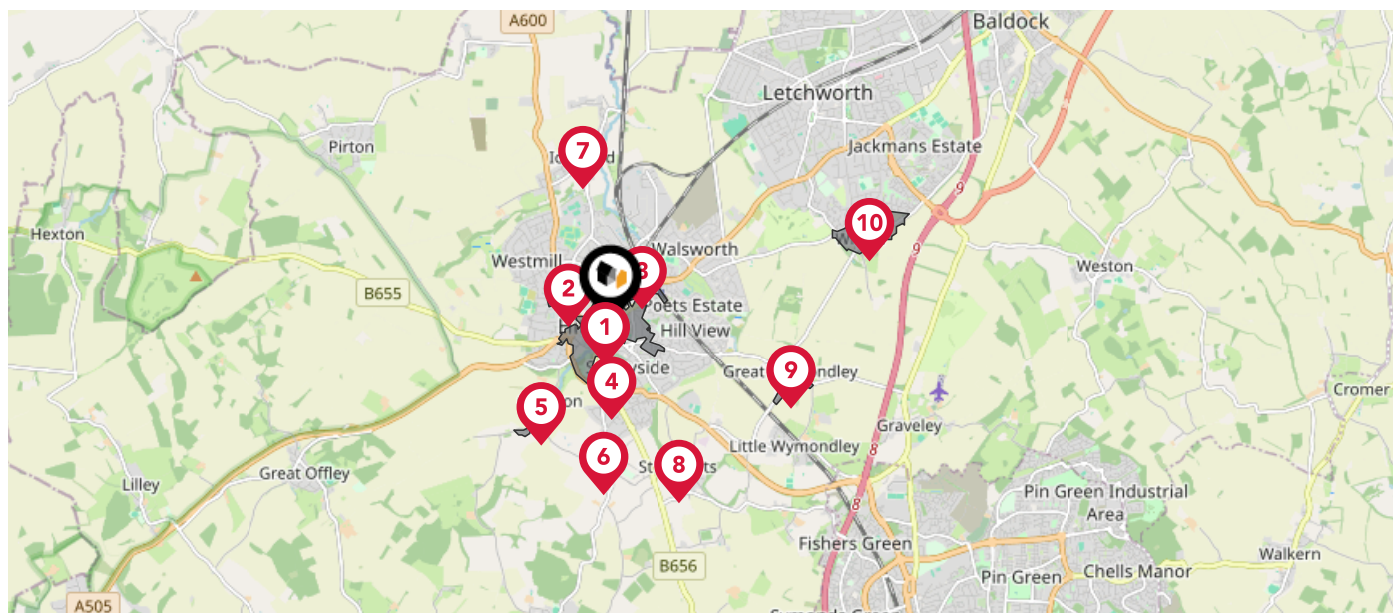 A600
Baldock
Letchworth
Pirton
7
Jackmans Estate
9
10
Hexton
9
Walsworth
Westmill
Weston
3
2
B655
Poets Estate
1
Hill View
4
9
Great
Cromer
5
Graveley
6
8
Little Wymondley
8
Great Offley
Lilley
Pin Green Industrial
Area
8
Fishers Green
Walkern
B656
Chells Manor
Pin Green
A505